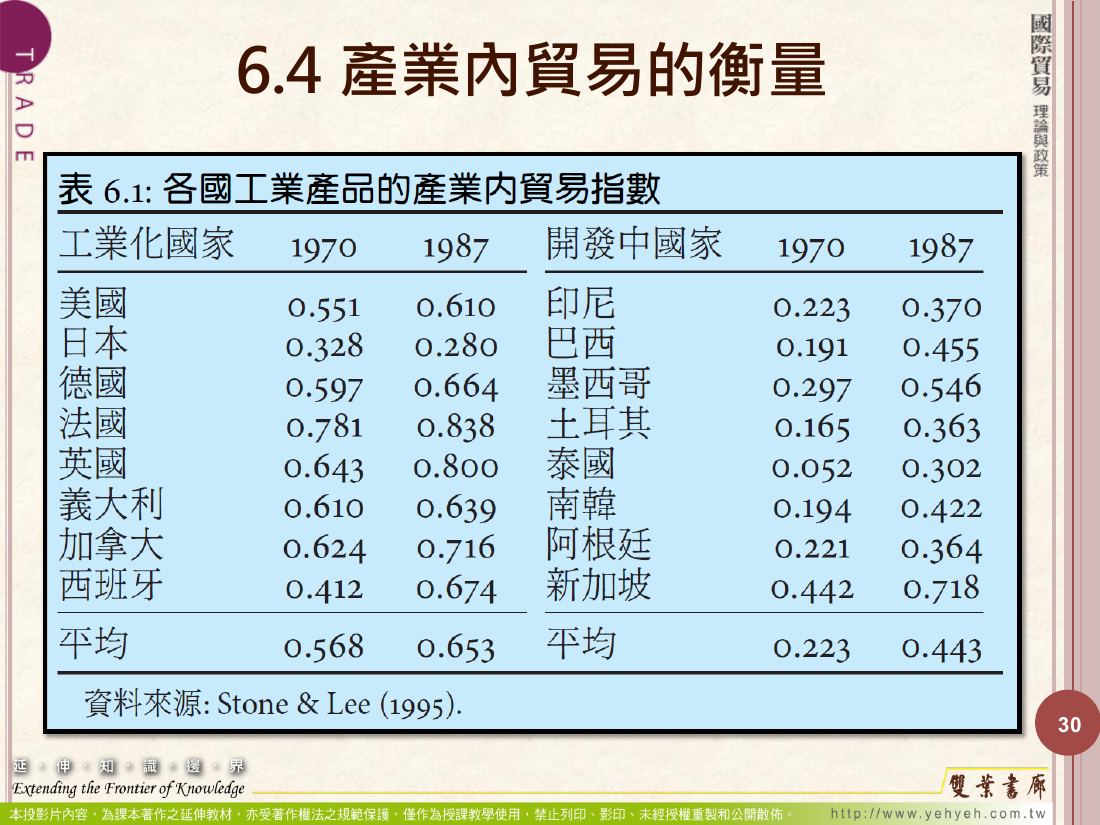 6.4 產業內貿易的衡量
TRADE
國際貿易 理論與政策
表 6.1: 各國工業產品的產業內貿易指數
工業化國家 1970 1987 開發中國家 1970 1987
美國 0.551 0.610 印尼 0.223 0.370
日本 0.328 0.280 巴西 0.191 0.455
德國 0.597 0.664 墨西哥 0.297 0.546
法國 0.781 0.838 土耳其 0.165 0.363
英國 0.643 0.800 泰國 0.052 0.302
義大利 0.610 0.639 南韓 0.194 0.422
加拿大 0.624 0.716 阿根廷 0.221 0.364
西班牙 0.412 0.674 新加坡 0.442 0.718
平均 0.568 0.653 平均 0.223 0.443
資料來源: Stone & Lee (1995).
30
延。伸。知。識。邊。界
Extending the Frontier of Knowledge
雙葉書廊
本投影片內容，為課本著作之延伸教材，亦受著作權法之規範保護，僅作為授課教學使用，禁止列印、影印、未經授權重製和公開散佈。
http://www.yehyeh.com.tw